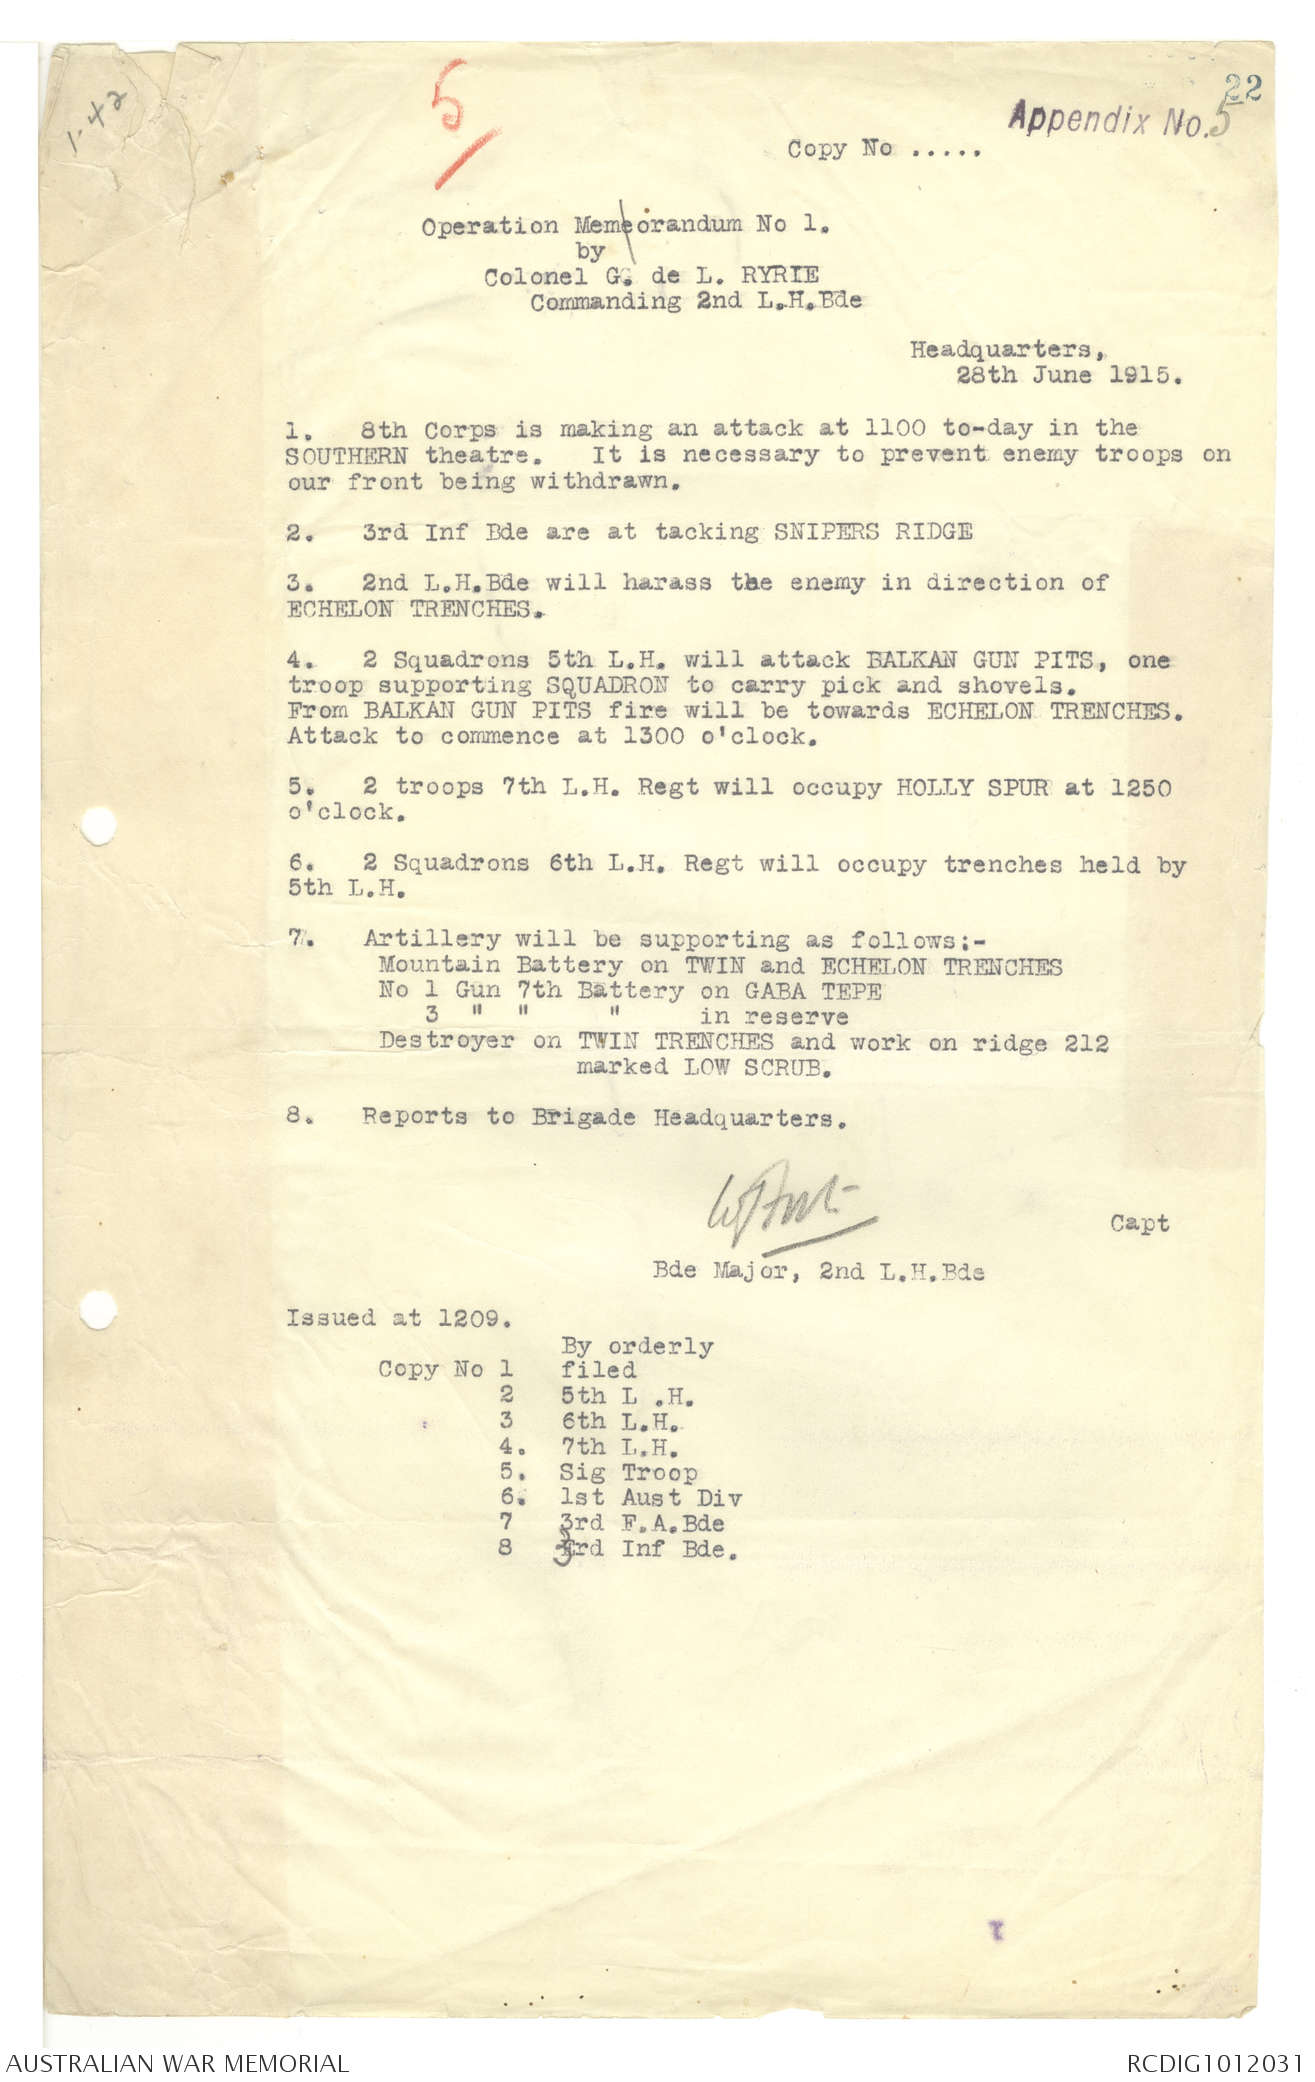 1.42
5
22
Appendix No. 5
Copy No .....
Operation Memeorandum No 1.
by
Colonel G. de L. RYRIE
Commanding 2nd L.H.Bde
Headquarters,
28th June 1915.
1. 8th Corps is making an attack at 1100 to-day in the
SOUTHERN theatre. It is necessary to prevent enemy troops on
our front being withdrawn.
2. 3rd Inf Bde are at tacking SNIPERS RIDGE
3. 2nd L.H.Bde will harass the enemy in direction of
ECHELON TRENCHES.
4. 2 Squadrons 5th L.H. will attack BALKAN GUN PITS, one
troop supporting SQUADRON to carry pick and shovels.
From BALKAN GUN PITS fire will be towards ECHELON TRENCHES.
Attack to commence at 1300 o'clock.
5. 2 troops 7th L.H. Regt will occupy HOLLY SPUR at 1250
o'clock.
6. 2 Squadrons 6th L.H. Regt will occupy trenches held by
5th L.H.
7. Artillery will be supporting as follows:-
Mountain Battery on TWIN and ECHELON TRENCHES
No 1 Gun 7th Battery on GABA TEPE
3 " " " in reserve
Destroyer on TWIN TRENCHES and work on ridge 212
marked LOW SCRUB.
8. Reports to Brigade Headquarters.
Capt
Bde Major, 2nd L.H.Bde
Issued at 1209.
By orderly
Copy No 1 filed
2 5th L .H.
3 6th L.H.
4. 7th L.H.
5. Sig Troop
6. 1st Aust Div
7 3rd F.A.Bde
8 3rd Inf Bde.
AUSTRALIAN WAR MEMORIAL
RCDIG1012031